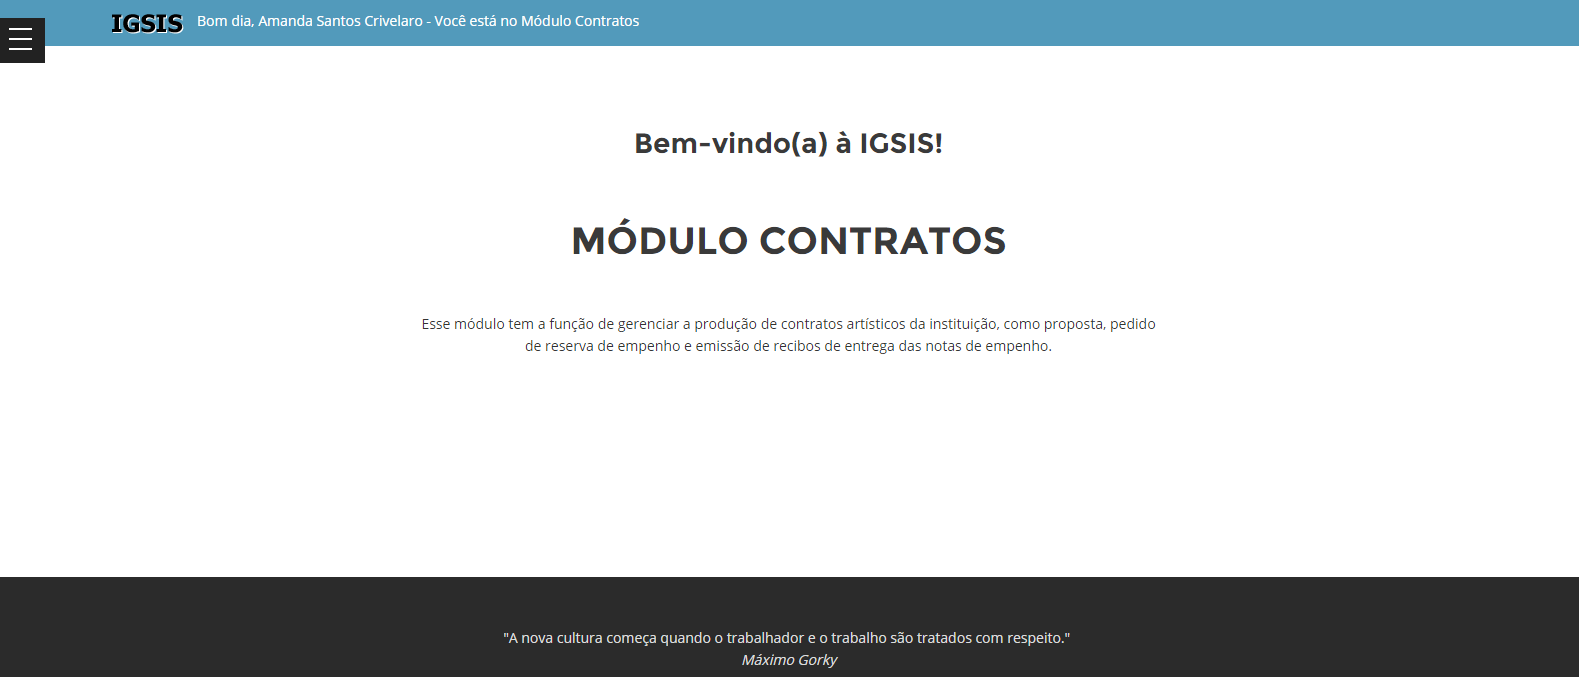 IGSIS Bom dia, Amanda Santos Crivelaro - Você está no Módulo Contratos
Bem-vindo(a) à IGSIS!
MÓDULO CONTRATOS
Esse módulo tem a função de gerenciar a produção de contratos artísticos da instituição, como proposta, pedido
de reserva de empenho e emissão de recibos de entrega das notas de empenho.
"A nova cultura começa quando o trabalhador e o trabalho são tratados com respeito."
Máximo Gorky